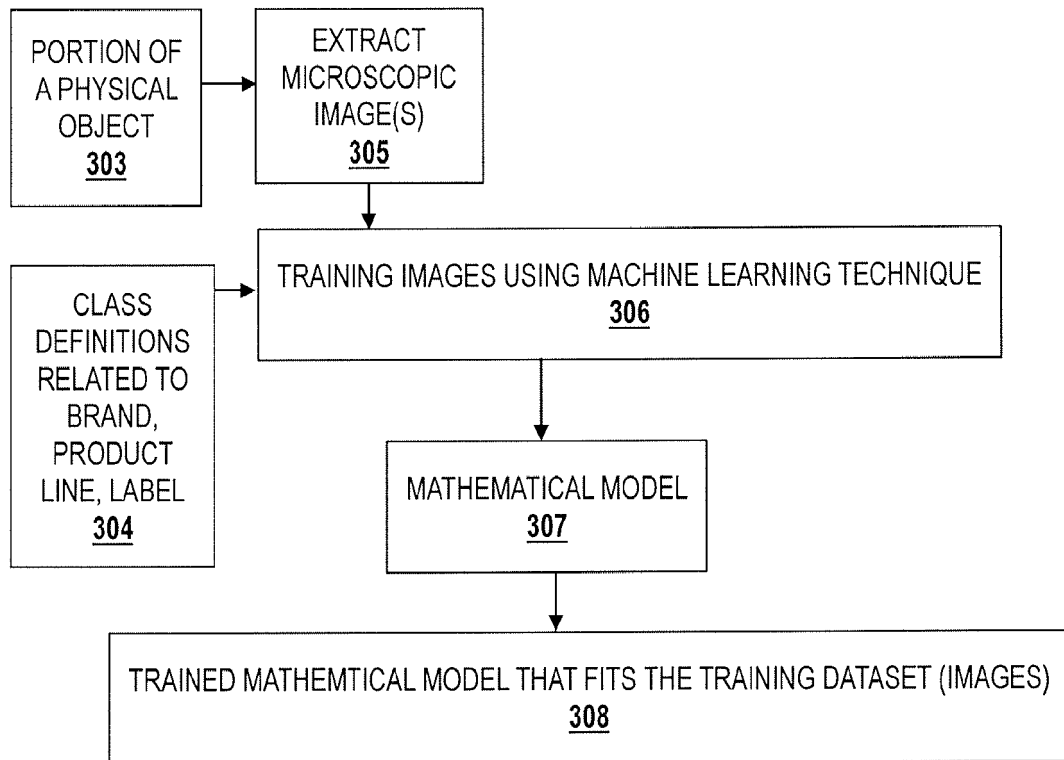 PORTION OF
A PHYSICAL
OBJECT
303
EXTRACT
MICROSCOPIC
IMAGE(S)
305
TRAINING IMAGES USING MACHINE LEARNING TECHNIQUE
306
CLASS
DEFINITIONS
RELATED TO
BRAND,
PRODUCT
LINE, LABEL
304
MATHEMATICAL MODEL
307
TRAINED MATHEMTICAL MODEL THAT FITS THE TRAINING DATASET (IMAGES)
308